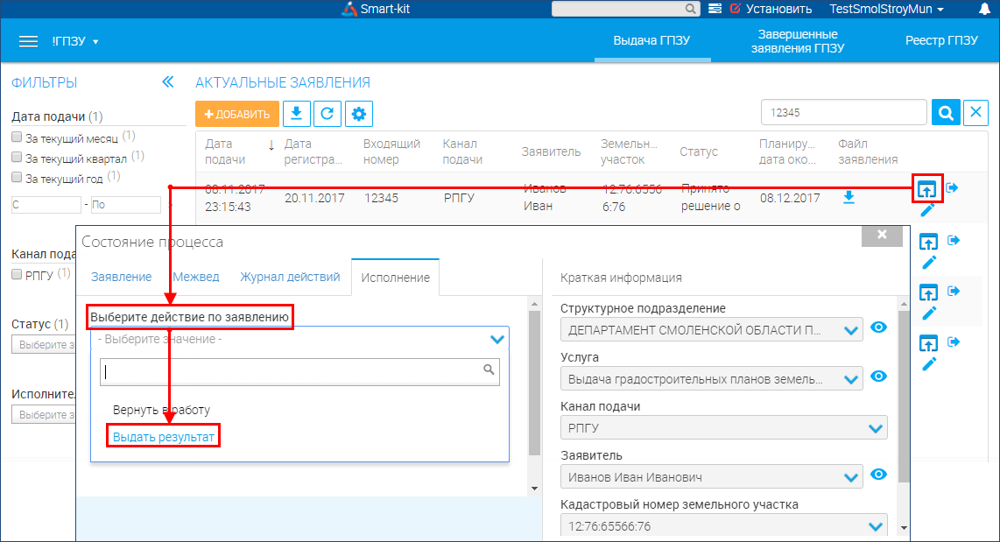 Smart-kit
Установить
TestSmolStroyMun
!ГПЗУ
Выдача ГПЗУ
Завершенные
заявления ГПЗУ
Реестр ГПЗУ
ФИЛЬТРЫ
Дата подачи (1)
За текущий месяц (1)
За текущий квартал (1)
За текущий год (1)
С - По
Канал пода
РПГУ (1)
Статус (1)
Выберите з
Исполнител
Выберите з
АКТУАЛЬНЫЕ ЗАЯВЛЕНИЯ
+ ДОБАВИТЬ
12345
Дата
подачи
Дата
регистра...
Входящий
номер
Канал
подачи
Заявитель
Земельн...
участок
Статус
Планиру...
дата око...
Файл
заявления
08.11.2017
23:15:43
20.11.2017
12345
РПГУ
Иванов
Иван
12:76:6556
6:76
Принято
решение о
08.12.2017
Состояние процесса
Заявление
Межвед
Журнал действий
Исполнение
Выберите действие по заявлению
- Выберите значение -
Вернуть в работу
Выдать результат
Краткая информация
Структурное подразделение
ДЕПАРТАМЕНТ СМОЛЕНСКОЙ ОБЛАСТИ П...
Услуга
Выдача градостроительных планов земель...
Канал подачи
РПГУ
Заявитель
Иванов Иван Иванович
Кадастровый номер земельного участка
12:76:65566:76